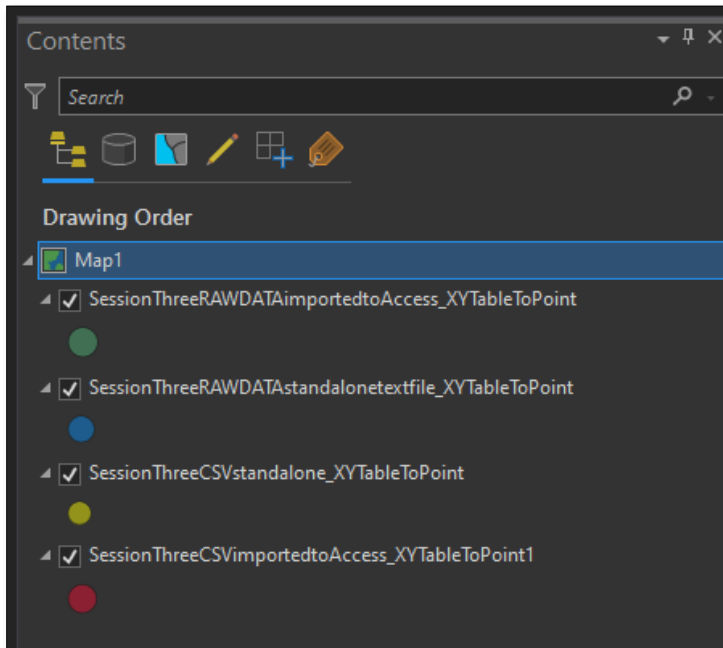 Contents
Search
Drawing Order
Map1
SessionThreeRAWDATAimportedtoAccess_XYTableToPoint
SessionThreeRAWDATAstandalonetextfile_XYTableToPoint
SessionThreeCSVstandalone_XYTableToPoint
SessionThreeCSVimportedtoAccess_XYTableToPoint1